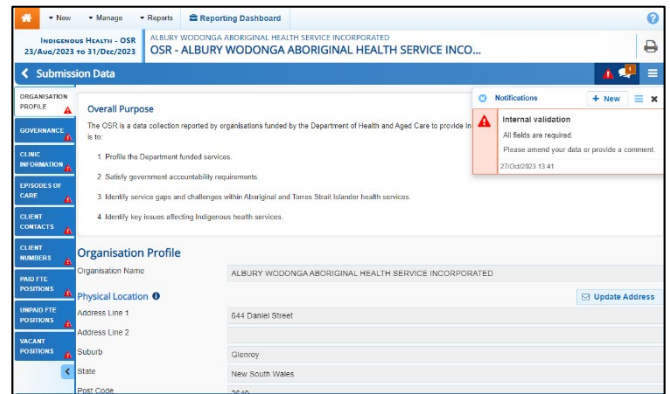 New
Manage
Reports
Reporting Dashboard
INDIGENOUS HEALTH - OSR
23/AUG/2023 TO 31/DEC/2023
ALBURY WODONGA ABORIGINAL HEALTH SERVICE INCORPORATED
OSR - ALBURY WODONGA ABORIGINAL HEALTH SERVICE INCO...
Submission Data
1
ORGANISATION
PROFILE
GOVERNANCE
CLINIC
INFORMATION
EPISODES OF
CARE
CLIENT
CONTACTS
CLIENT
NUMBERS
PAID FTE
POSITIONS
UNPAID FTE
POSITIONS
VACANT
POSITIONS
Overall Purpose
The OSR is a data collection reported by organisations funded by the Department of Health and Aged Care to provide In
is to:
1. Profile the Department funded services.
2. Satisfy government accountability requirements
3. Identify service gaps and challenges within Aboriginal and Torres Strait Islander health services.
4. Identify key issues affecting Indigenous health services.
Notifications
+ New
Internal validation
All fields are required.
Please amend your data or provide a comment.
27/Oct/2023 13:41
Organisation Profile
Organisation Name
ALBURY WODONGA ABORIGINAL HEALTH SERVICE INCORPORATED
Physical Location
Update Address
Address Line 1
644 Daniel Street
Address Line 2
Suburb
Glenroy
State
New South Wales
Post Code
2640